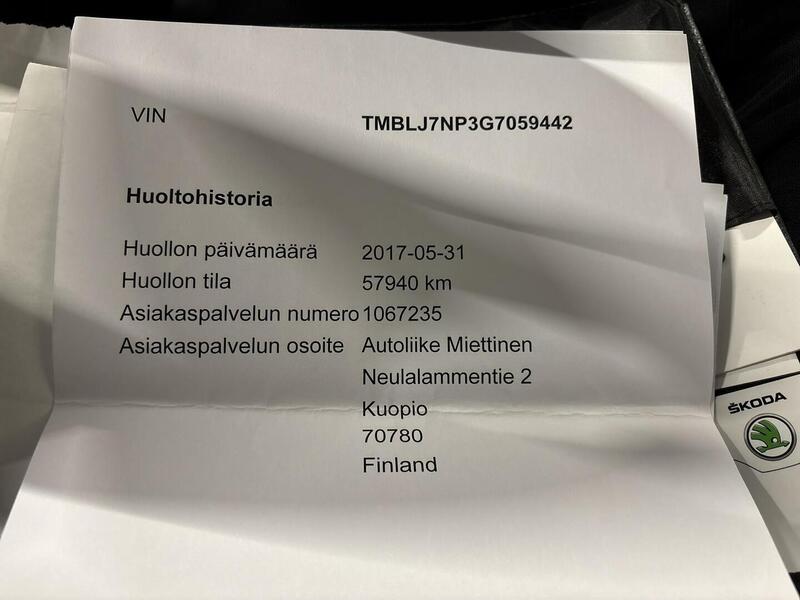 VIN TMBLJ7NP3G7059442
Huoltohistoria
Huollon päivämäärä 2017-05-31
Huollon tila 57940 km
Asiakaspalvelun numero 1067235
Asiakaspalvelun osoite Autoliike Miettinen
Neulalammentie 2
Kuopio
70780
Finland
ŠKODA